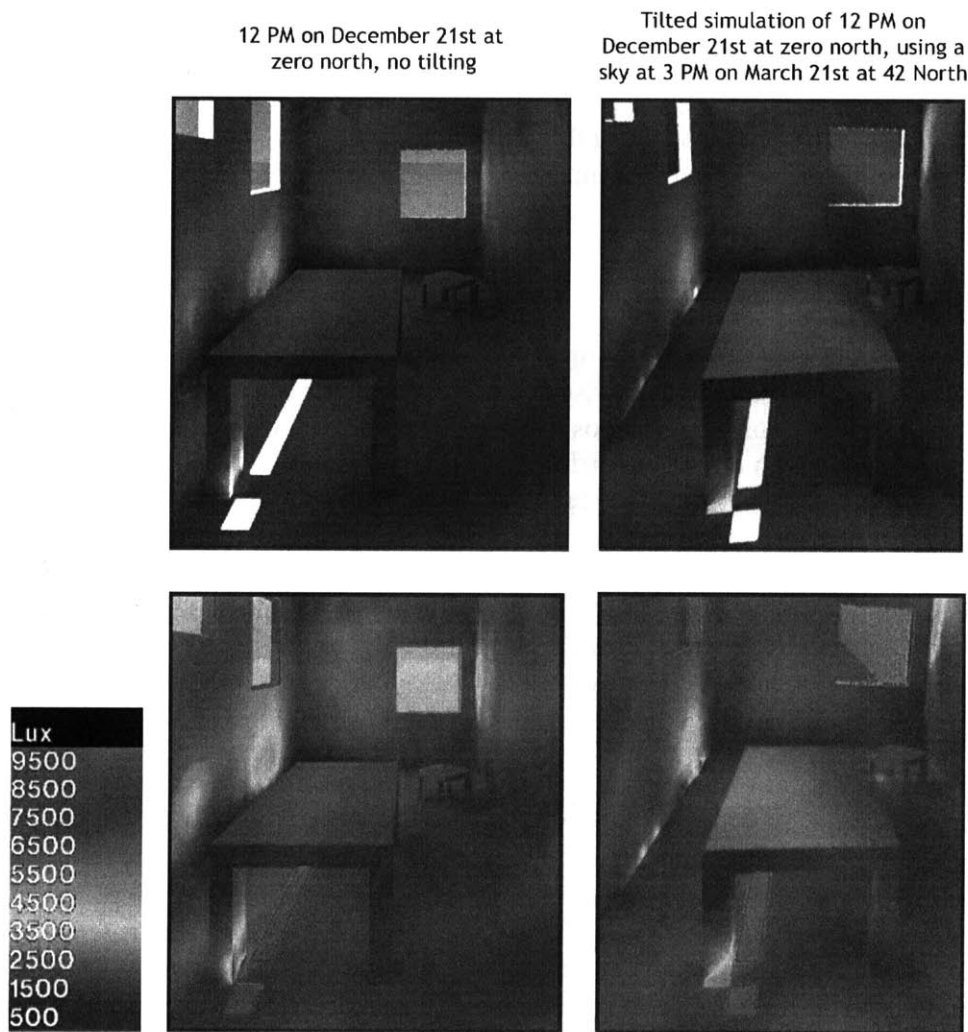 12 PM on December 21st at
zero north, no tilting
Tilted simulation of 12 PM on
December 21st at zero north, using a
sky at 3 PM on March 21st at 42 North
Lux
9500
8500
7500
6500
5500
4500
3500
2500
1500
500